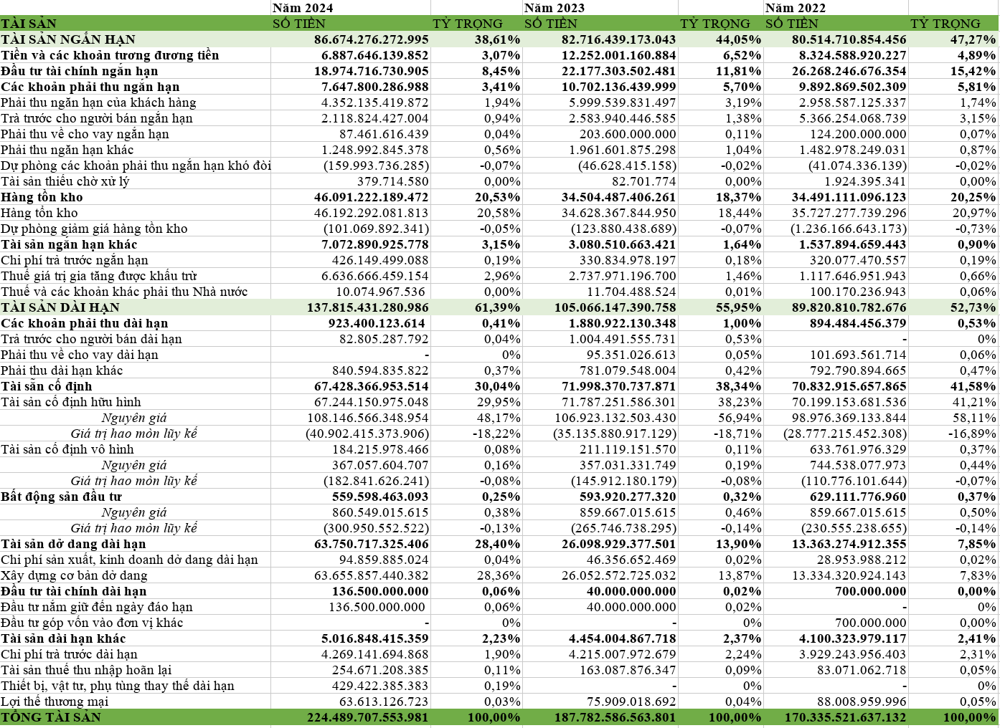 Năm 2024 Năm 2023 Năm 2022
TÀI SẢN SỐ TIỀN TỶ TRỌNG SỐ TIỀN TỶ TRỌNG SỐ TIỀN TỶ TRỌNG
TÀI SẢN NGẮN HẠN 86.674.276.272.995 38,61% 82.716.439.173.043 44,05% 80.514.710.854.456 47,27%
Tiền và các khoản tương đương tiền 6.887.646.139.852 3,07% 12.252.001.160.884 6,52% 8.324.588.920.227 4,89%
Đầu tư tài chính ngắn hạn 18.974.716.730.905 8,45% 22.177.303.502.481 11,81% 26.268.246.676.354 15,42%
Các khoản phải thu ngắn hạn 7.647.800.286.988 3,41% 10.702.136.439.999 5,70% 9.892.869.502.309 5,81%
Phải thu ngắn hạn của khách hàng 4.352.135.419.872 1,94% 5.999.539.831.497 3,19% 2.958.587.125.337 1,74%
Trả trước cho người bán ngắn hạn 2.118.824.427.004 0,94% 2.583.940.446.585 1,38% 5.366.254.068.739 3,15%
Phải thu về cho vay ngắn hạn 87.461.616.439 0,04% 203.600.000.000 0,11% 124.200.000.000 0,07%
Phải thu ngắn hạn khác 1.248.992.845.378 0,56% 1.961.601.875.298 1,04% 1.482.978.249.031 0,87%
Dự phòng các khoản phải thu ngắn hạn khó đòi (159.993.736.285) -0,07% (46.628.415.158) -0,02% (41.074.336.139) -0,02%
Tài sản thiếu chờ xử lý 379.714.580 0,00% 82.701.774 0,00% 1.924.395.341 0,00%
Hàng tồn kho 46.091.222.189.472 20,53% 34.504.487.406.261 18,37% 34.491.111.096.123 20,25%
Hàng tồn kho 46.192.292.081.813 20,58% 34.628.367.844.950 18,44% 35.727.277.739.296 20,97%
Dự phòng giảm giá hàng tồn kho (101.069.892.341) -0,05% (123.880.438.689) -0,07% (1.236.166.643.173) -0,73%
Tài sản ngắn hạn khác 7.072.890.925.778 3,15% 3.080.510.663.421 1,64% 1.537.894.659.443 0,90%
Chi phí trả trước ngắn hạn 426.149.499.088 0,19% 330.834.978.197 0,18% 320.077.470.557 0,19%
Thuế giá trị gia tăng được khấu trừ 6.636.666.459.154 2,96% 2.737.971.196.700 1,46% 1.117.646.951.943 0,66%
Thuế và các khoản khác phải thu Nhà nước 10.074.967.536 0,00% 11.704.488.524 0,01% 100.170.236.943 0,06%
TÀI SẢN DÀI HẠN 137.815.431.280.986 61,39% 105.066.147.390.758 55,95% 89.820.810.782.676 52,73%
Các khoản phải thu dài hạn 923.400.123.614 0,41% 1.880.922.130.348 1,00% 894.484.456.379 0,53%
Trả trước cho người bán dài hạn 82.805.287.792 0,04% 1.004.491.555.731 0,53% - 0%
Phải thu về cho vay dài hạn - 0% 95.351.026.613 0,05% 101.693.561.714 0,06%
Phải thu dài hạn khác 840.594.835.822 0,37% 781.079.548.004 0,42% 792.790.894.665 0,47%
Tài sản cố định 67.428.366.953.514 30,04% 71.998.370.737.871 38,34% 70.832.915.657.865 41,58%
Tài sản cố định hữu hình 67.244.150.975.048 29,95% 71.787.251.586.301 38,23% 70.199.153.681.536 41,21%
Nguyên giá 108.146.566.348.954 48,17% 106.923.132.503.430 56,94% 98.976.369.133.844 58,11%
Giá trị hao mòn lũy kế (40.902.415.373.906) -18,22% (35.135.880.917.129) -18,71% (28.777.215.452.308) -16,89%
Tài sản cố định vô hình 184.215.978.466 0,08% 211.119.151.570 0,11% 633.761.976.329 0,37%
Nguyên giá 367.057.604.707 0,16% 357.031.331.749 0,19% 744.538.077.973 0,44%
Giá trị hao mòn lũy kế (182.841.626.241) -0,08% (145.912.180.179) -0,08% (110.776.101.644) -0,07%
Bất động sản đầu tư 559.598.463.093 0,25% 593.920.277.320 0,32% 629.111.776.960 0,37%
Nguyên giá 860.549.015.615 0,38% 859.667.015.615 0,46% 859.667.015.615 0,50%
Giá trị hao mòn lũy kế (300.950.552.522) -0,13% (265.746.738.295) -0,14% (230.555.238.655) -0,14%
Tài sản dở dang dài hạn 63.750.717.325.406 28,40% 26.098.929.377.501 13,90% 13.363.274.912.355 7,85%
Chi phí sản xuất, kinh doanh dở dang dài hạn 94.859.885.024 0,04% 46.356.652.469 0,02% 28.953.988.212 0,02%
Xây dựng cơ bản dở dang 63.655.857.440.382 28,36% 26.052.572.725.032 13,87% 13.334.320.924.143 7,83%
Đầu tư tài chính dài hạn 136.500.000.000 0,06% 40.000.000.000 0,02% 700.000.000 0,00%
Đầu tư nắm giữ đến ngày đáo hạn 136.500.000.000 0,06% 40.000.000.000 0,02% - 0%
Đầu tư góp vốn vào đơn vị khác - 0% - 0% 700.000.000 0,00%
Tài sản dài hạn khác 5.016.848.415.359 2,23% 4.454.004.867.718 2,37% 4.100.323.979.117 2,41%
Chi phí trả trước dài hạn 4.269.141.694.868 1,90% 4.215.007.972.679 2,24% 3.929.243.956.403 2,31%
Tài sản thuế thu nhập hoãn lại 254.671.208.385 0,11% 163.087.876.347 0,09% 83.071.062.718 0,05%
Thiết bị, vật tư, phụ tùng thay thế dài hạn 429.422.385.383 0,19% - 0% - 0%
Lợi thế thương mại 63.613.126.723 0,03% 75.909.018.692 0,04% 88.008.959.996 0,05%
TỔNG TÀI SẢN 224.489.707.553.981 100,00% 187.782.586.563.801 100,00% 170.335.521.637.132 100,00%